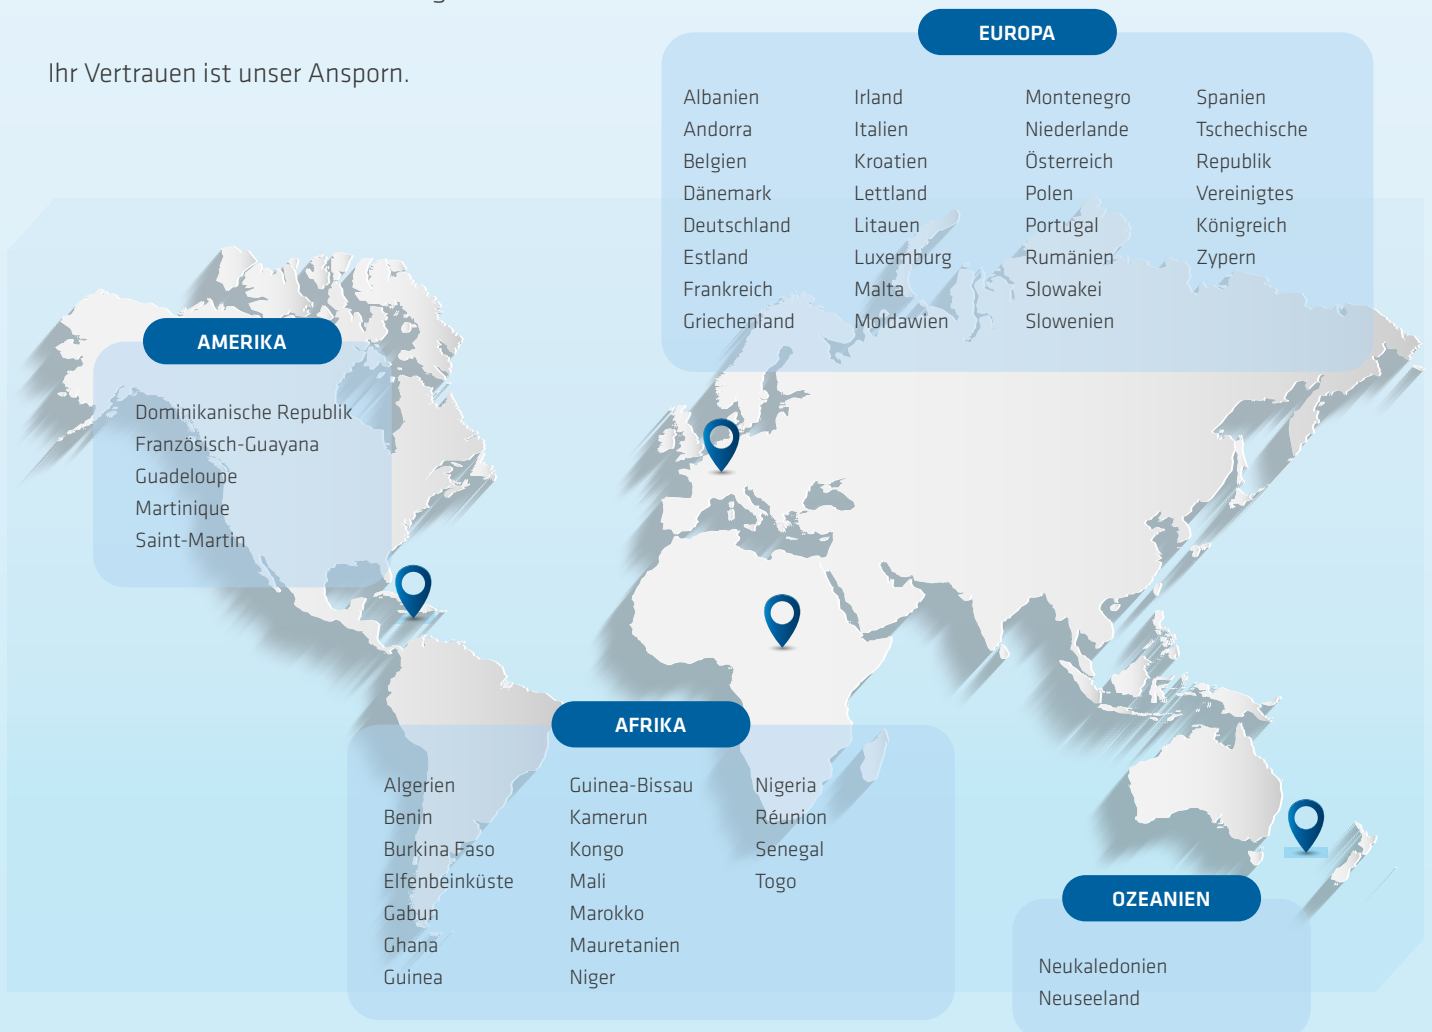 Ihr Vertrauen ist unser Ansporn.
EUROPA
Albanien
Andorra
Belgien
Dänemark
Deutschland
Estland
Frankreich
Griechenland
Irland
Italien
Kroatien
Lettland
Litauen
Luxemburg
Malta
Moldawien
Montenegro
Niederlande
Österreich
Polen
Portugal
Rumänien
Slowakei
Slowenien
Spanien
Tschechische
Republik
Vereinigtes
Königreich
Zypern
AMERIKA
Dominikanische Republik
Französisch-Guayana
Guadeloupe
Martinique
Saint-Martin
AFRIKA
Algerien
Benin
Burkina Faso
Elfenbeinküste
Gabun
Ghana
Guinea
Guinea-Bissau
Kamerun
Kongo
Mali
Marokko
Mauretanien
Niger
Nigeria
Réunion
Senegal
Togo
OZEANIEN
Neukaledonien
Neuseeland